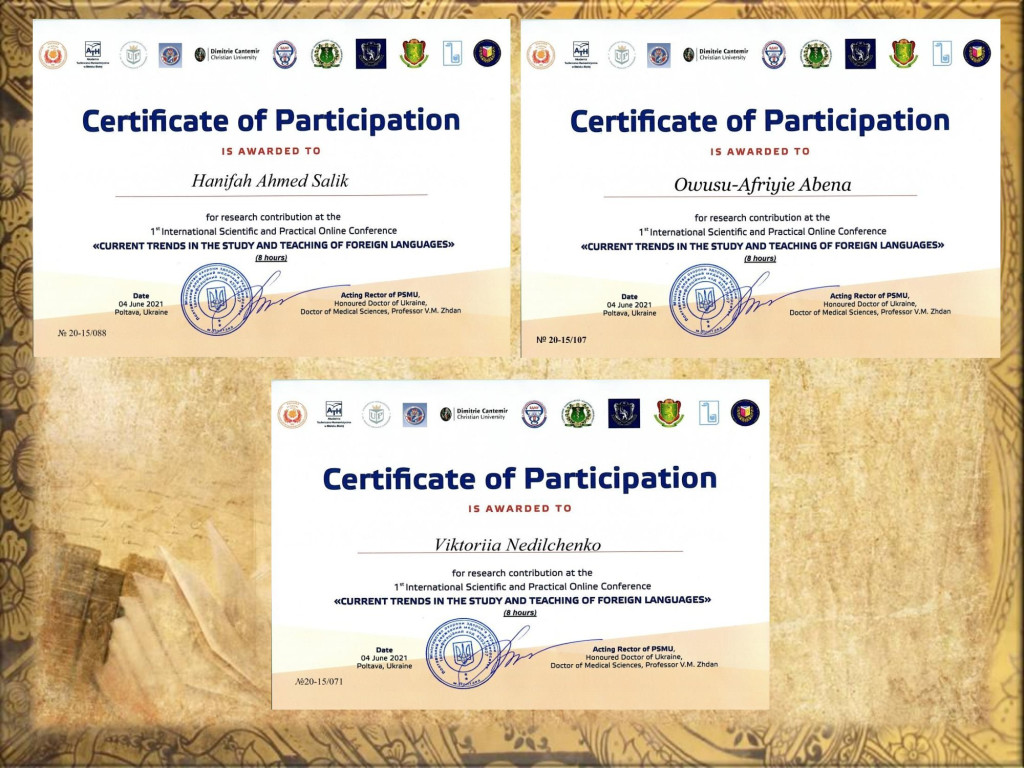 Dimitrie Cantemir
Christian University
Certificate of Participation
IS AWARDED TO
Hanifah Ahmed Salik
for research contribution at the
1st International Scientific and Practical Online Conference
«CURRENT TRENDS IN THE STUDY AND TEACHING OF FOREIGN LANGUAGES»
(8 hours)
Date
04 June 2021
Poltava, Ukraine
Acting Rector of PSMU,
Honoured Doctor of Ukraine,
Doctor of Medical Sciences, Professor V.M. Zhdan
№ 20-15/088
Dimitrie Cantemir
Christian University
Certificate of Participation
IS AWARDED TO
Owusu-Afriyie Abena
for research contribution at the
1st International Scientific and Practical Online Conference
«CURRENT TRENDS IN THE STUDY AND TEACHING OF FOREIGN LANGUAGES»
(8 hours)
Date
04 June 2021
Poltava, Ukraine
Acting Rector of PSMU,
Honoured Doctor of Ukraine,
Doctor of Medical Sciences, Professor V.M. Zhdan
№ 20-15/107
Dimitrie Cantemir
Christian University
Certificate of Participation
IS AWARDED TO
Viktoriia Nedilchenko
for research contribution at the
1st International Scientific and Practical Online Conference
«CURRENT TRENDS IN THE STUDY AND TEACHING OF FOREIGN LANGUAGES»
(8 hours)
Date
04 June 2021
Poltava, Ukraine
Acting Rector of PSMU,
Honoured Doctor of Ukraine,
Doctor of Medical Sciences, Professor V.M. Zhdan
№20-15/071